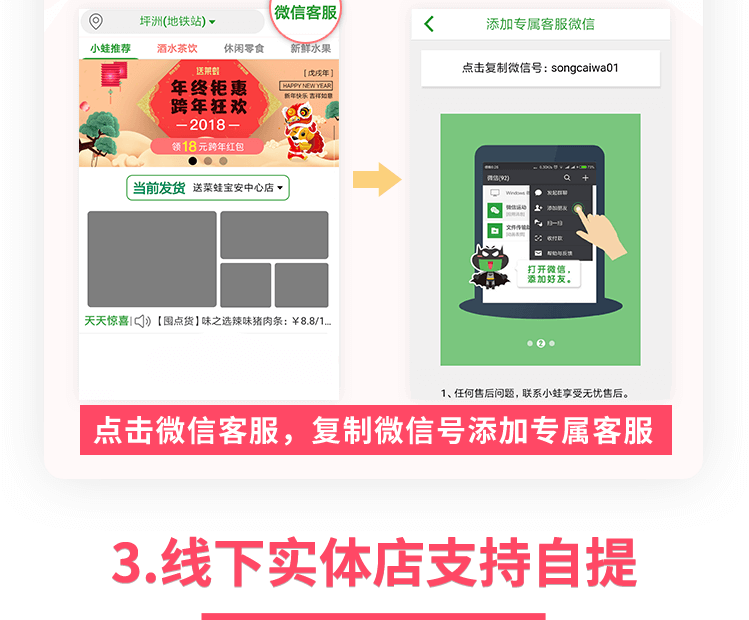 微信客服
坪洲(地铁站)
小蛙推荐 酒水茶饮 休闲零食 新鲜水果
送菜蛙
年终钜惠
跨年狂欢
2018
领18元跨年红包
[戊戌年]
HAPPY NEW YEAR
新年快乐 吉祥如意
当前发货 送菜蛙宝安中心店
天天惊喜 【囤点货】味之选辣味猪肉条：￥8.8/1...
添加专属客服微信
点击复制微信号：songcaiwa01
微信(92)
发起群聊
添加朋友
扫一扫
收付款
帮助与反馈
微信运动
打开微信，
添加好友。
2
1、任何售后问题，联系小蛙享受无忧售后。
点击微信客服，复制微信号添加专属客服
3.线下实体店支持自提